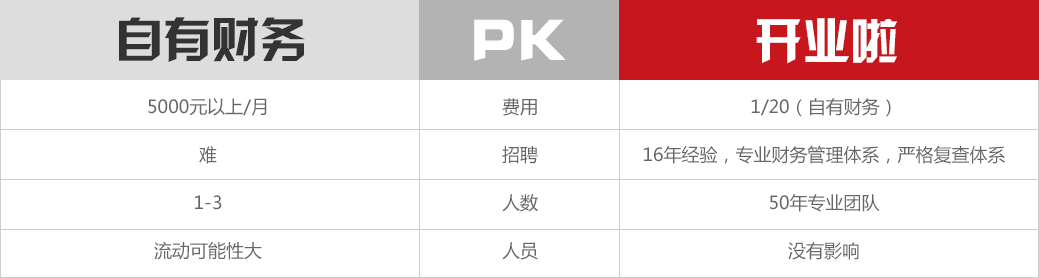 自有财务 PK 开业啦
5000元以上/月 费用 1/20（自有财务）
难 招聘 16年经验，专业财务管理体系，严格复查体系
1-3 人数 50年专业团队
流动可能性大 人员 没有影响